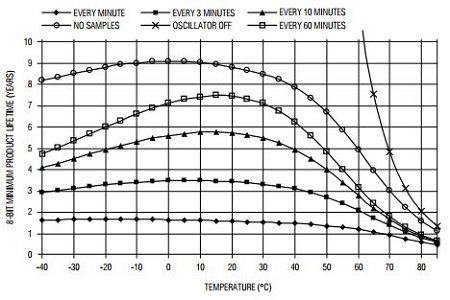 EVERY MINUTE EVERY 3 MINUTES EVERY 10 MINUTES
NO SAMPLES OSCILLATOR OFF EVERY 60 MINUTES
8-BIT MINIMUM PRODUCT LIFETIME (YEARS)
10
9
8
7
6
5
4
3
2
1
0
-40 -30 -20 -10 0 10 20 30 40 50 60 70 80
TEMPERATURE (°C)